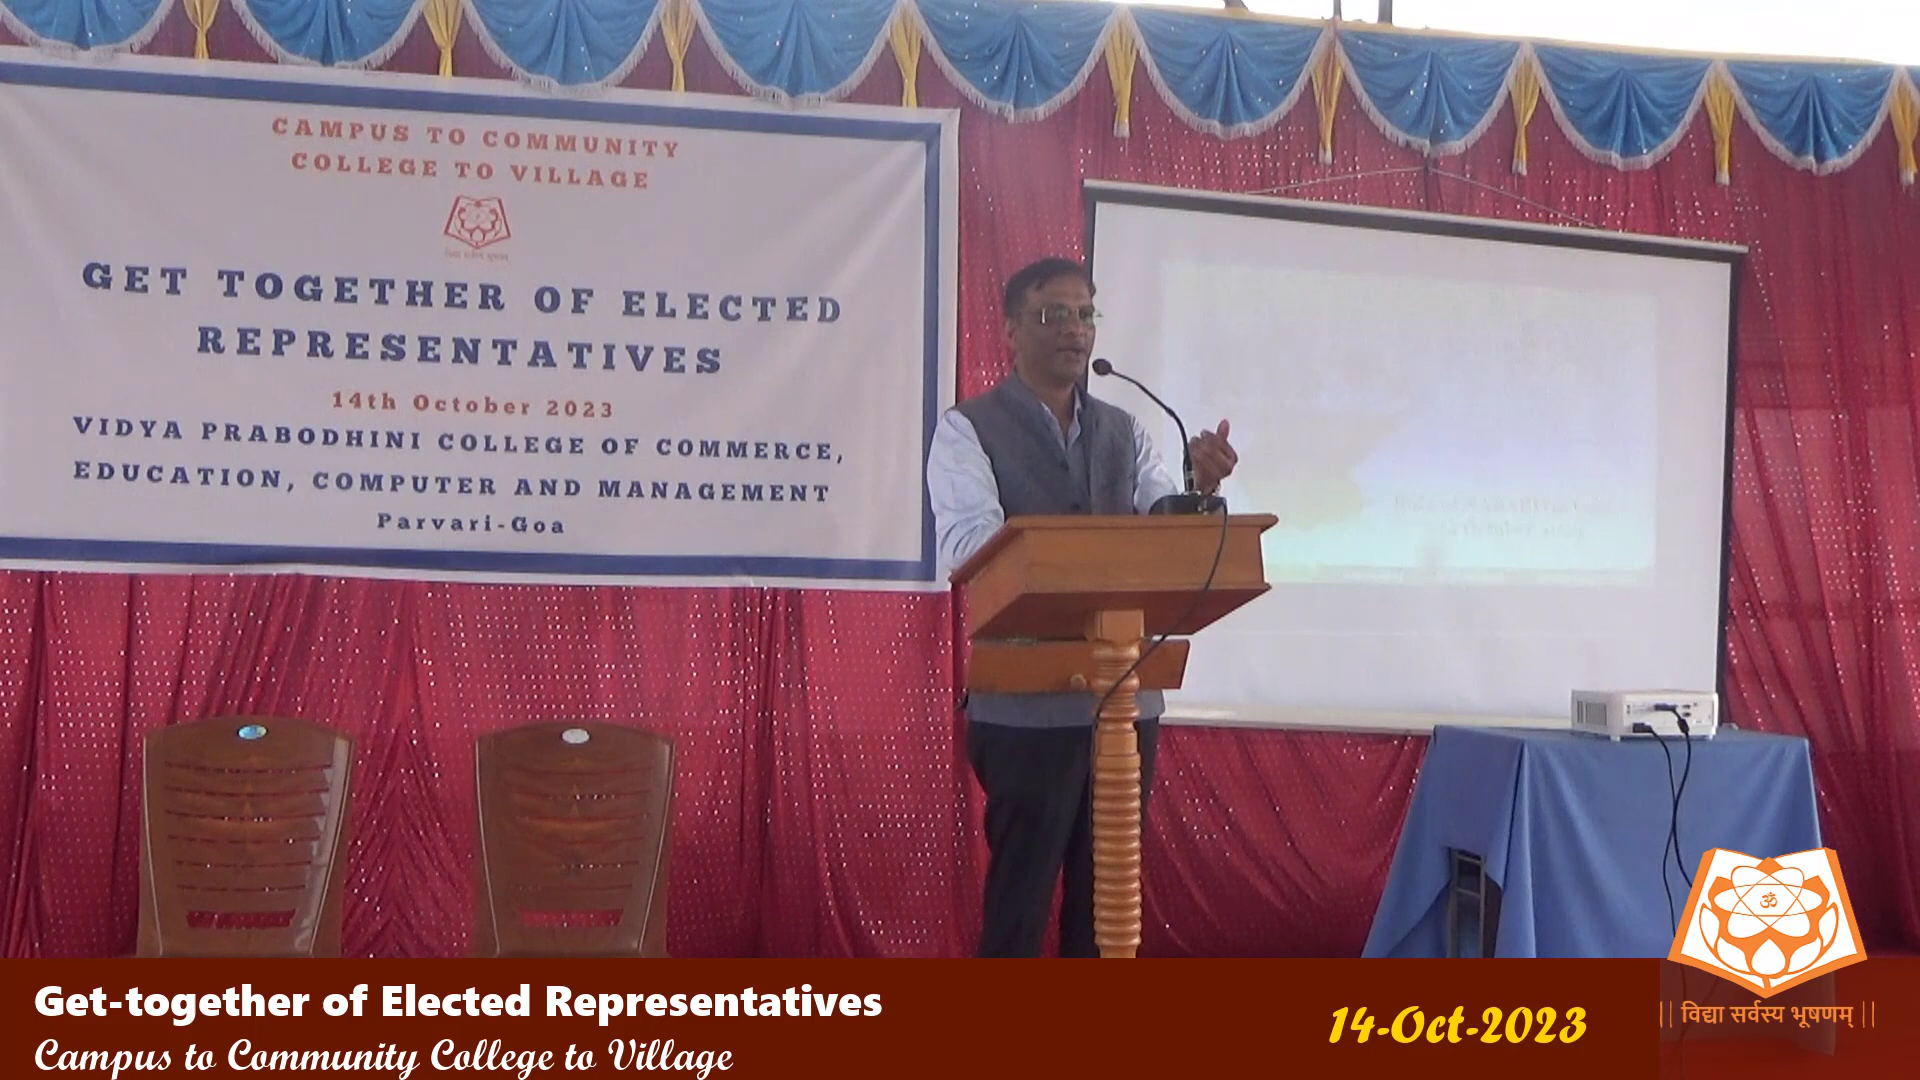 CAMPUS TO COMMUNITY
COLLEGE TO VILLAGE
GET TOGETHER OF ELECTED
REPRESENTATIVES
14th October 2023
VIDYA PRABODHINI COLLEGE OF COMMERCE,
EDUCATION, COMPUTER AND MANAGEMENT
Parvari-Goa
ॐ
|| विद्या सर्वस्य भूषणम् ||
Get-together of Elected Representatives
Campus to Community College to Village
14-Oct-2023